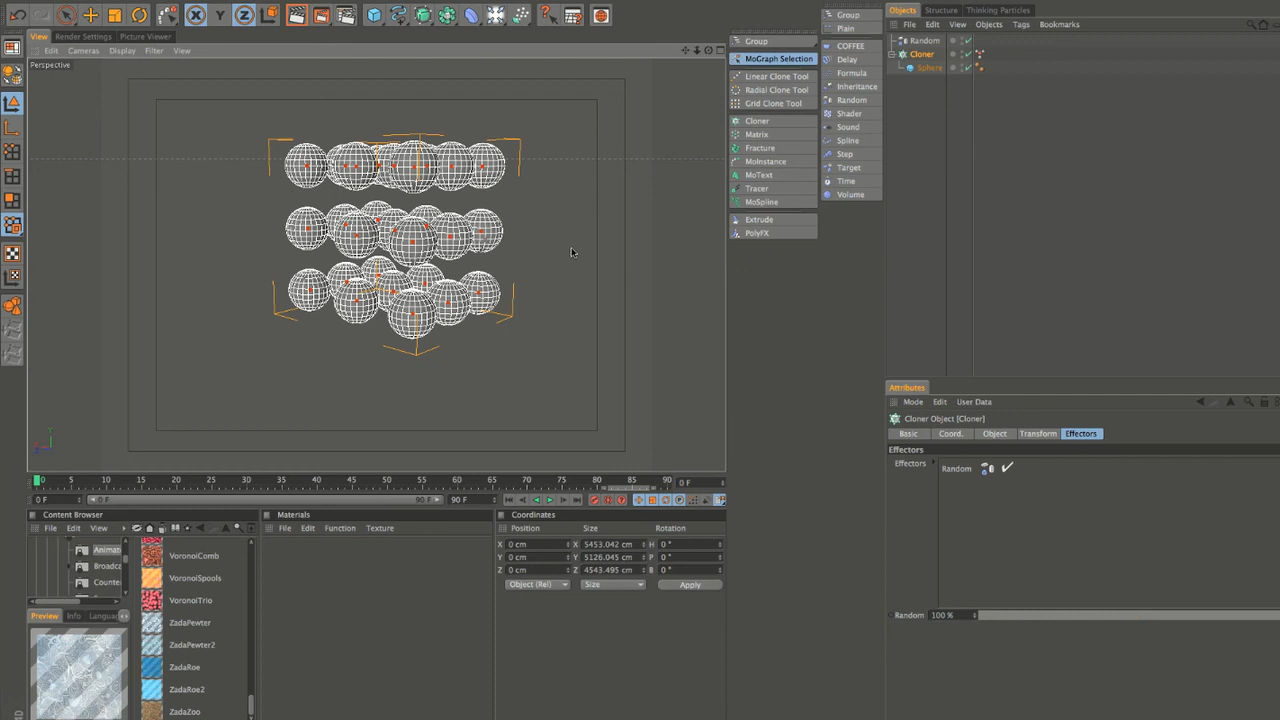 View
Render Settings
Picture Viewer
Edit Cameras Display Filter View
Perspective
Group
MoGraph Selection
Linear Clone Tool
Radial Clone Tool
Grid Clone Tool
Cloner
Matrix
Fracture
MoInstance
MoText
Tracer
MoSpline
Extrude
PolyFX
Group
Plain
COFFEE
Delay
Formula
Inheritance
Random
Shader
Sound
Spline
Step
Target
Time
Volume
Objects Structure Thinking Particles
File Edit View Objects Tags Bookmarks
Random
Cloner
Sphere
Attributes
Mode Edit User Data
Cloner Object [Cloner]
Basic Coord. Object Transform Effectors
Effectors
Effectors
Random
Random 100 %
0 5 10 15 20 25 30 35 40 45 50 55 60 65 70 75 80 85 90 0 F
0 F 0 F 90 F 90 F
Content Browser
File Edit View
Animat
Broadc
Counte
VoronoiComb
VoronoiSpools
VoronoiTrio
ZadaPewter
ZadaPewter2
ZadaRoe
ZadaRoe2
ZadaZoo
Preview Info Languag
Materials
File Edit Function Texture
Coordinates
Position Size Rotation
X 0 cm X 5453.042 cm H 0 °
Y 0 cm Y 5126.045 cm P 0 °
Z 0 cm Z 4543.495 cm B 0 °
Object (Rel) Size Apply